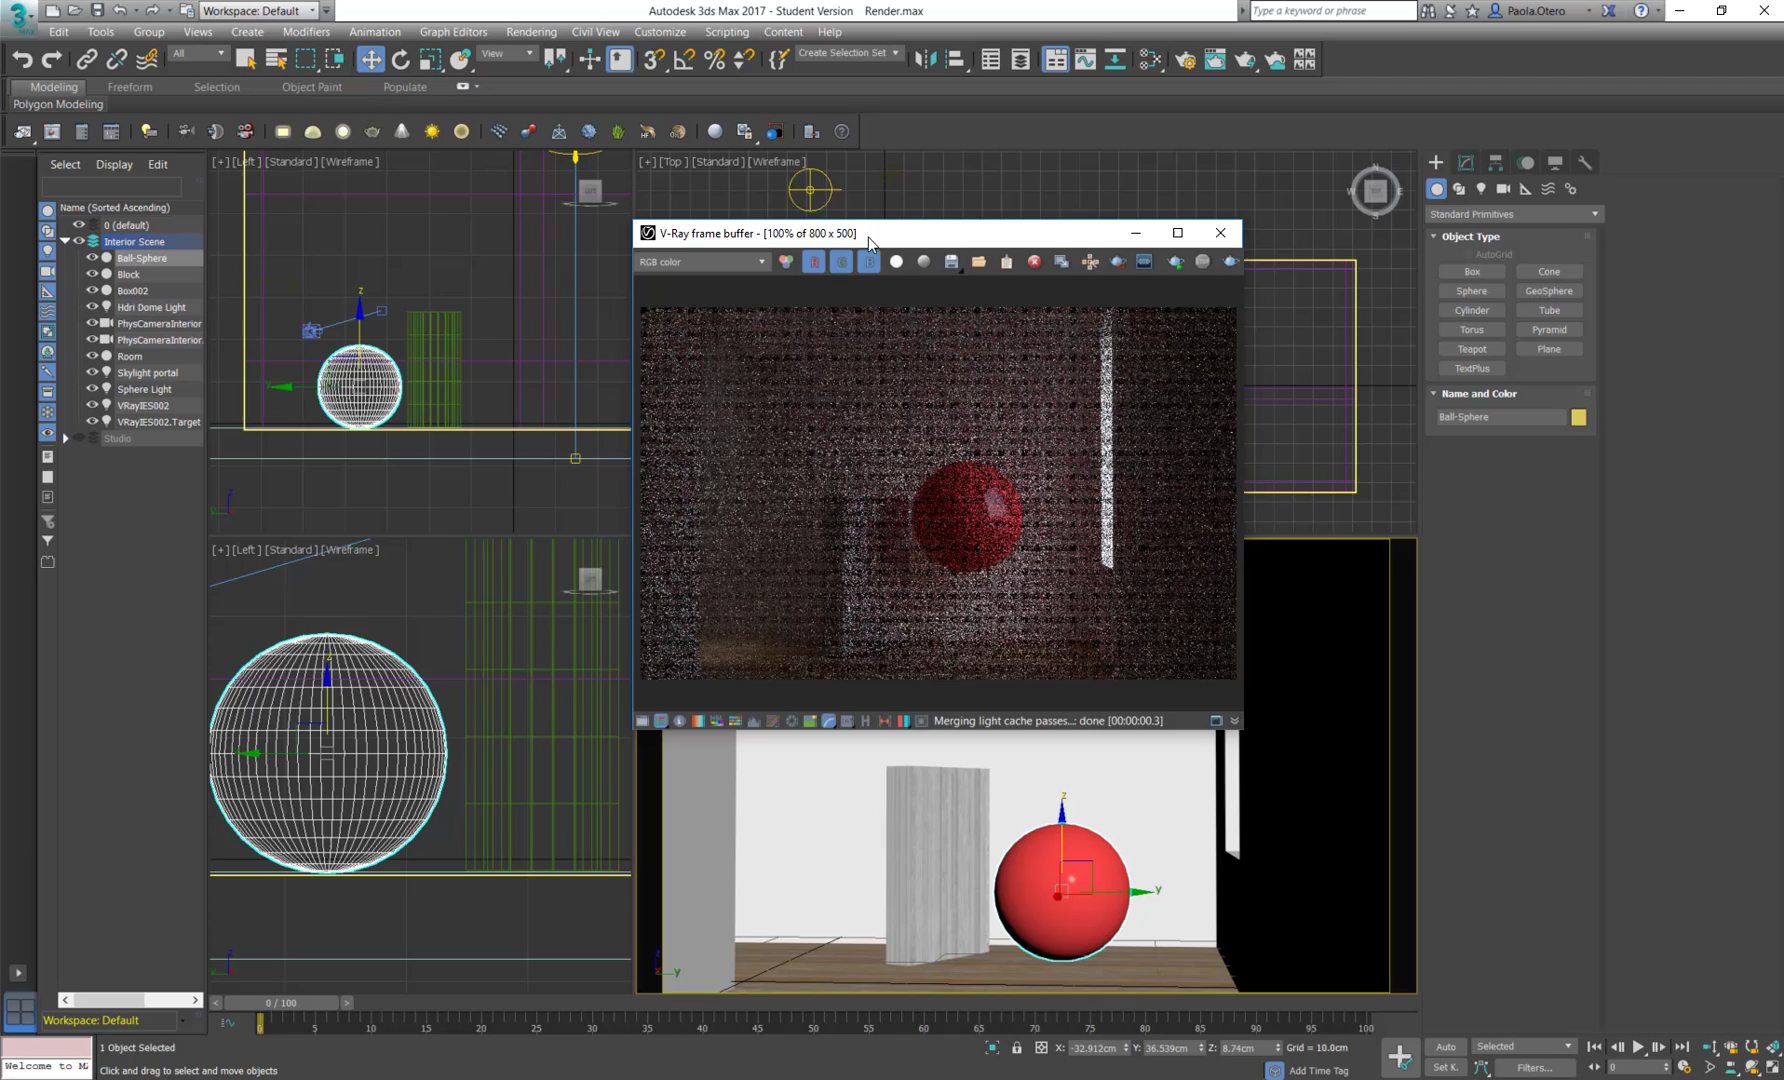 Workspace: Default
Autodesk 3ds Max 2017 - Student Version Render.max
Type a keyword or phrase
Paola.Otero
Edit Tools Group Views Create Modifiers Animation Graph Editors Rendering Civil View Customize Scripting Content Help
All
View
Create Selection Set
Modeling Freeform Selection Object Paint Populate
Polygon Modeling
Select Display Edit
Name (Sorted Ascending)
0 (default)
Interior Scene
Ball-Sphere
Block
Box002
Hdri Dome Light
PhysCameraInterior
PhysCameraInterior.
Room
Skylight portal
Sphere Light
VRayIES002
VRayIES002.Target
Studio
[+] [Left] [Standard] [Wireframe]
[+] [Top] [Standard] [Wireframe]
[+] [Left] [Standard] [Wireframe]
V-Ray frame buffer - [100% of 800 x 500]
RGB color
Merging light cache passes...: done [00:00:00.3]
Standard Primitives
Object Type
AutoGrid
Box Cone
Sphere GeoSphere
Cylinder Tube
Torus Pyramid
Teapot Plane
TextPlus
Name and Color
Ball-Sphere
0 / 100
Workspace: Default
0 5 10 15 20 25 30 35 40 45 50 55 60 65 70 75 80 85 90 95 100
1 Object Selected
X: -32.912cm Y: 36.539cm Z: 8.74cm Grid = 10.0cm
Auto Selected
Welcome to MA
Click and drag to select and move objects
Add Time Tag
Set K. Filters... 0